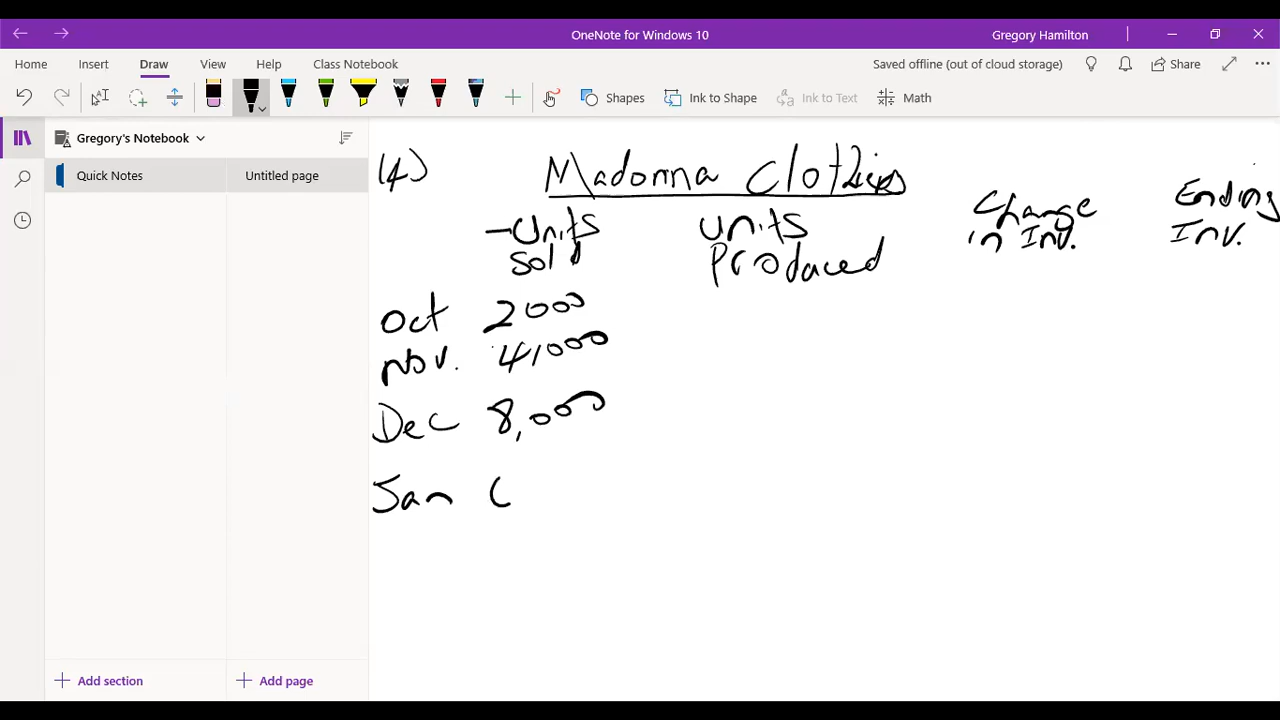 OneNote for Windows 10
Gregory Hamilton
Home Insert Draw View Help Class Notebook
Saved offline (out of cloud storage)
Share
Shapes
Ink to Shape
Ink to Text
Math
Gregory's Notebook
Quick Notes
Untitled page
(4) Madonna Clothiers
-Units Sold
Units Produced
Change in Inv.
Ending Inv.
Oct 2000
Nov. 4,000
Dec 8,000
Jan
Add section
Add page